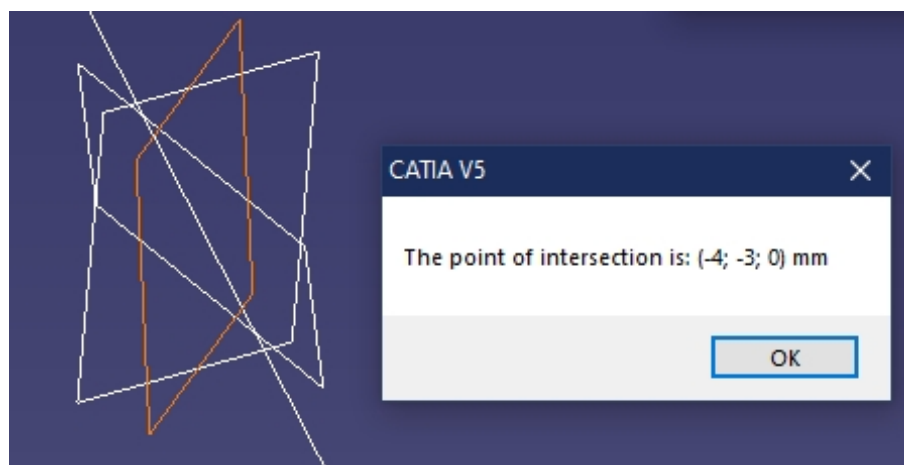 CATIA V5
The point of intersection is: (-4; -3; 0) mm
OK